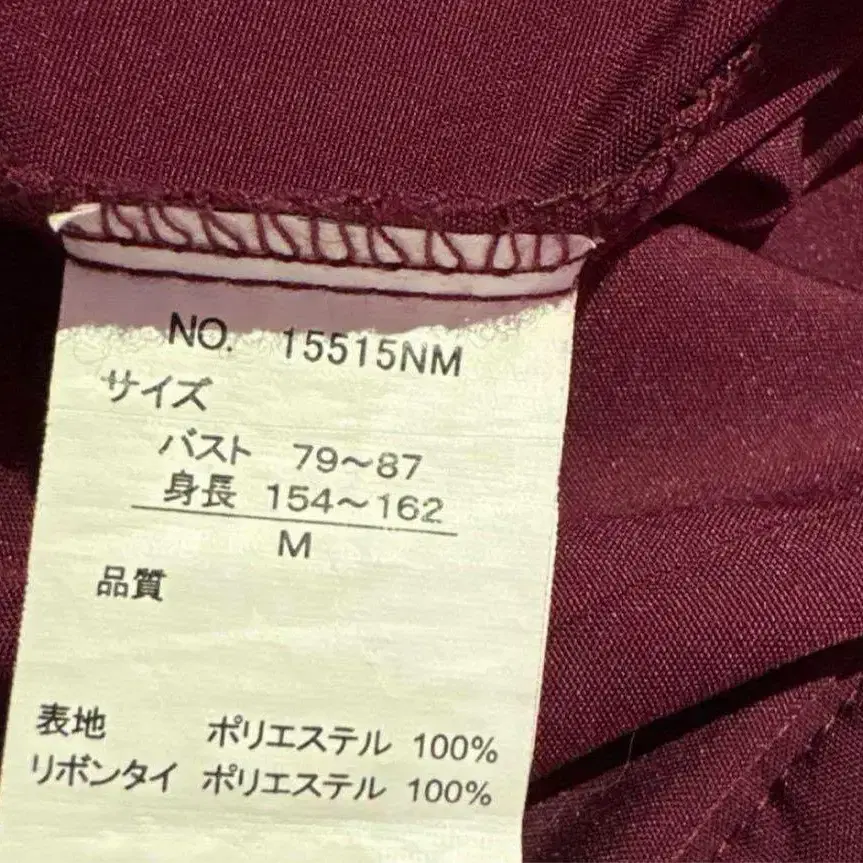 NO. 15515NM
サイズ
バスト 79～87
身長 154～162
M
品質
表地 ポリエステル 100%
リボンタイ ポリエステル 100%